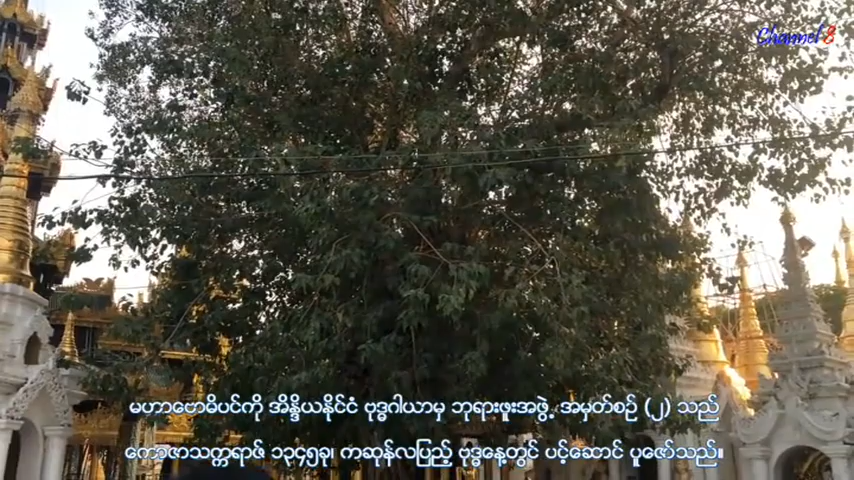 Channel 8
မဟာဗောဓိပင်ကို အိန္ဒိယနိုင်ငံ ဗုဒ္ဓဂါယာမှ ဘုရားဖူးအဖွဲ့ အမှတ်စဉ် (၂) သည်
ကောဇာသက္ကရာဇ် ၁၃၄၅ခု၊ ကဆုန်လပြည့် ဗုဒ္ဓနေ့တွင် ပင့်ဆောင် ပူဇော်သည်။